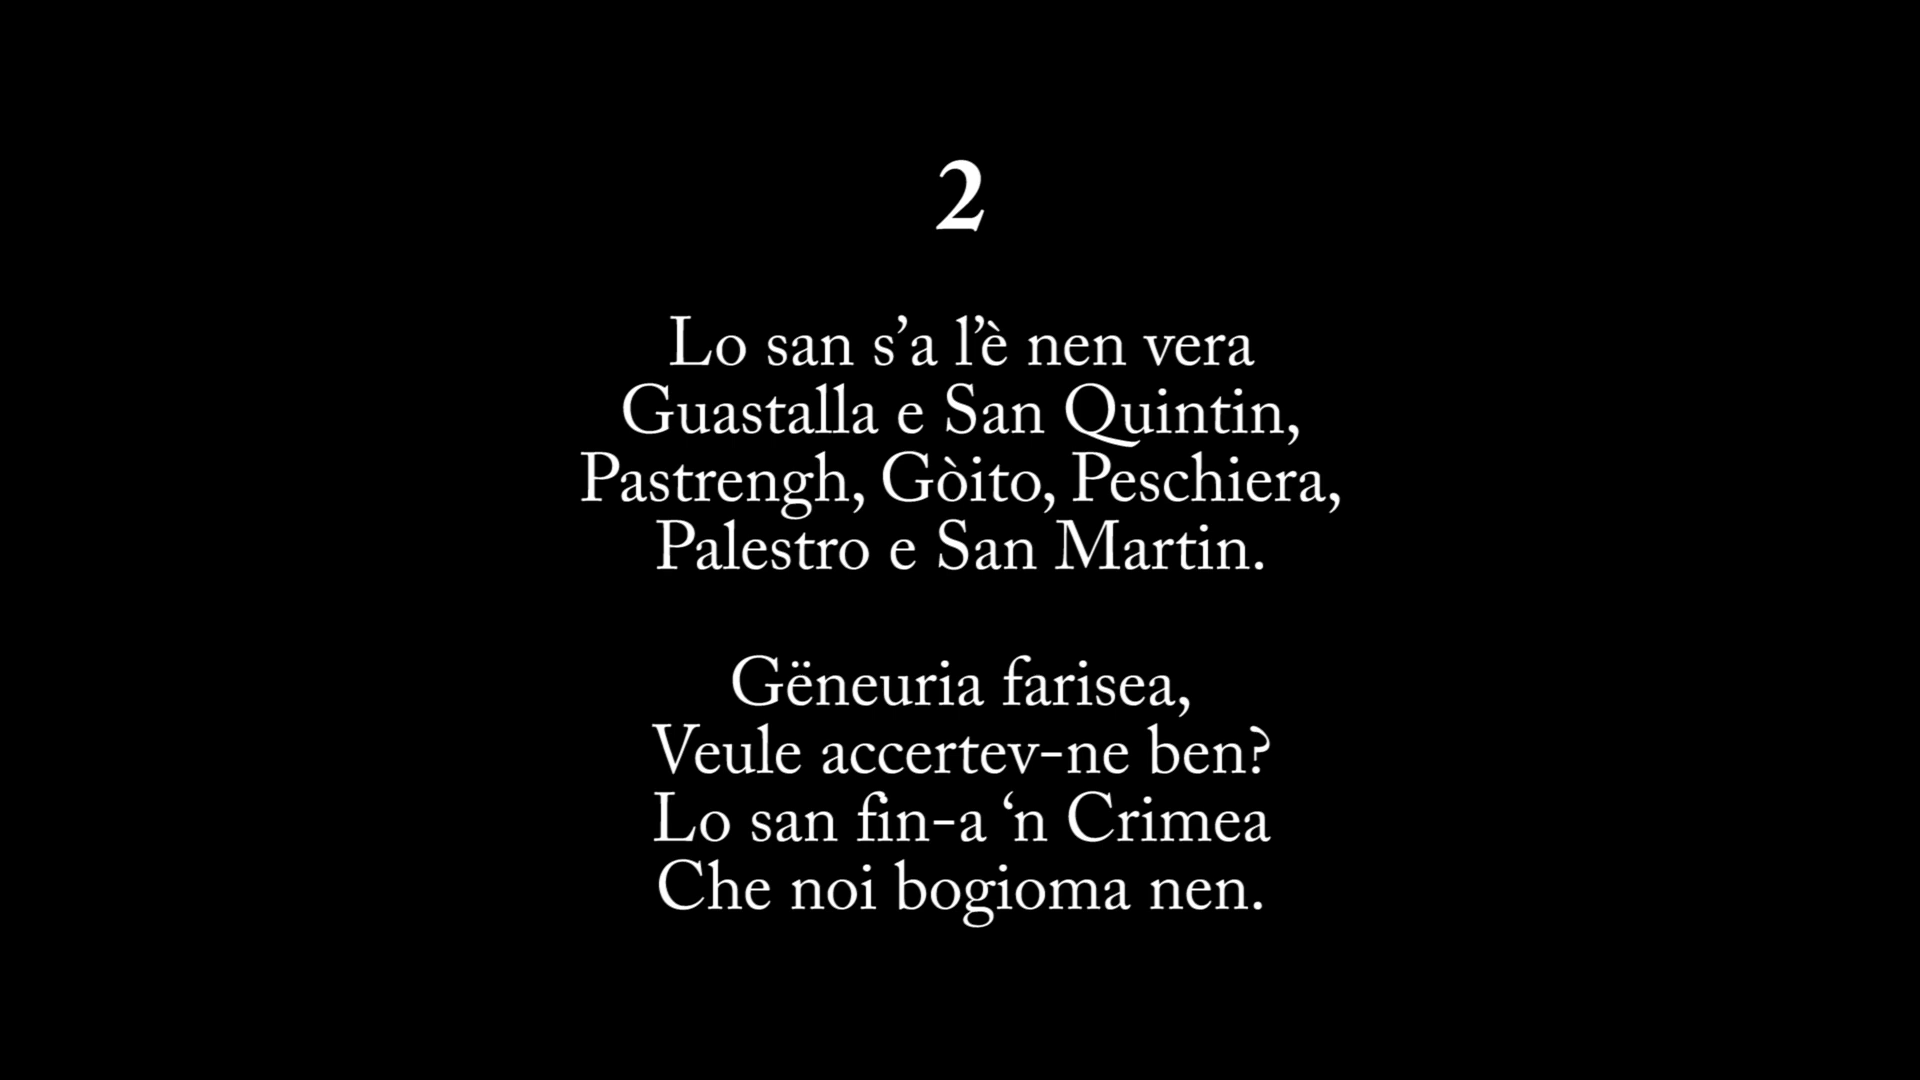 2
Lo san s’a l’è nen vera
Guastalla e San Quintin,
Pastrengh, Gòito, Peschiera,
Palestro e San Martin.
Gëneuria farisea,
Veule accertev-ne ben?
Lo san fin-a ‘n Crimea
Che noi bogioma nen.